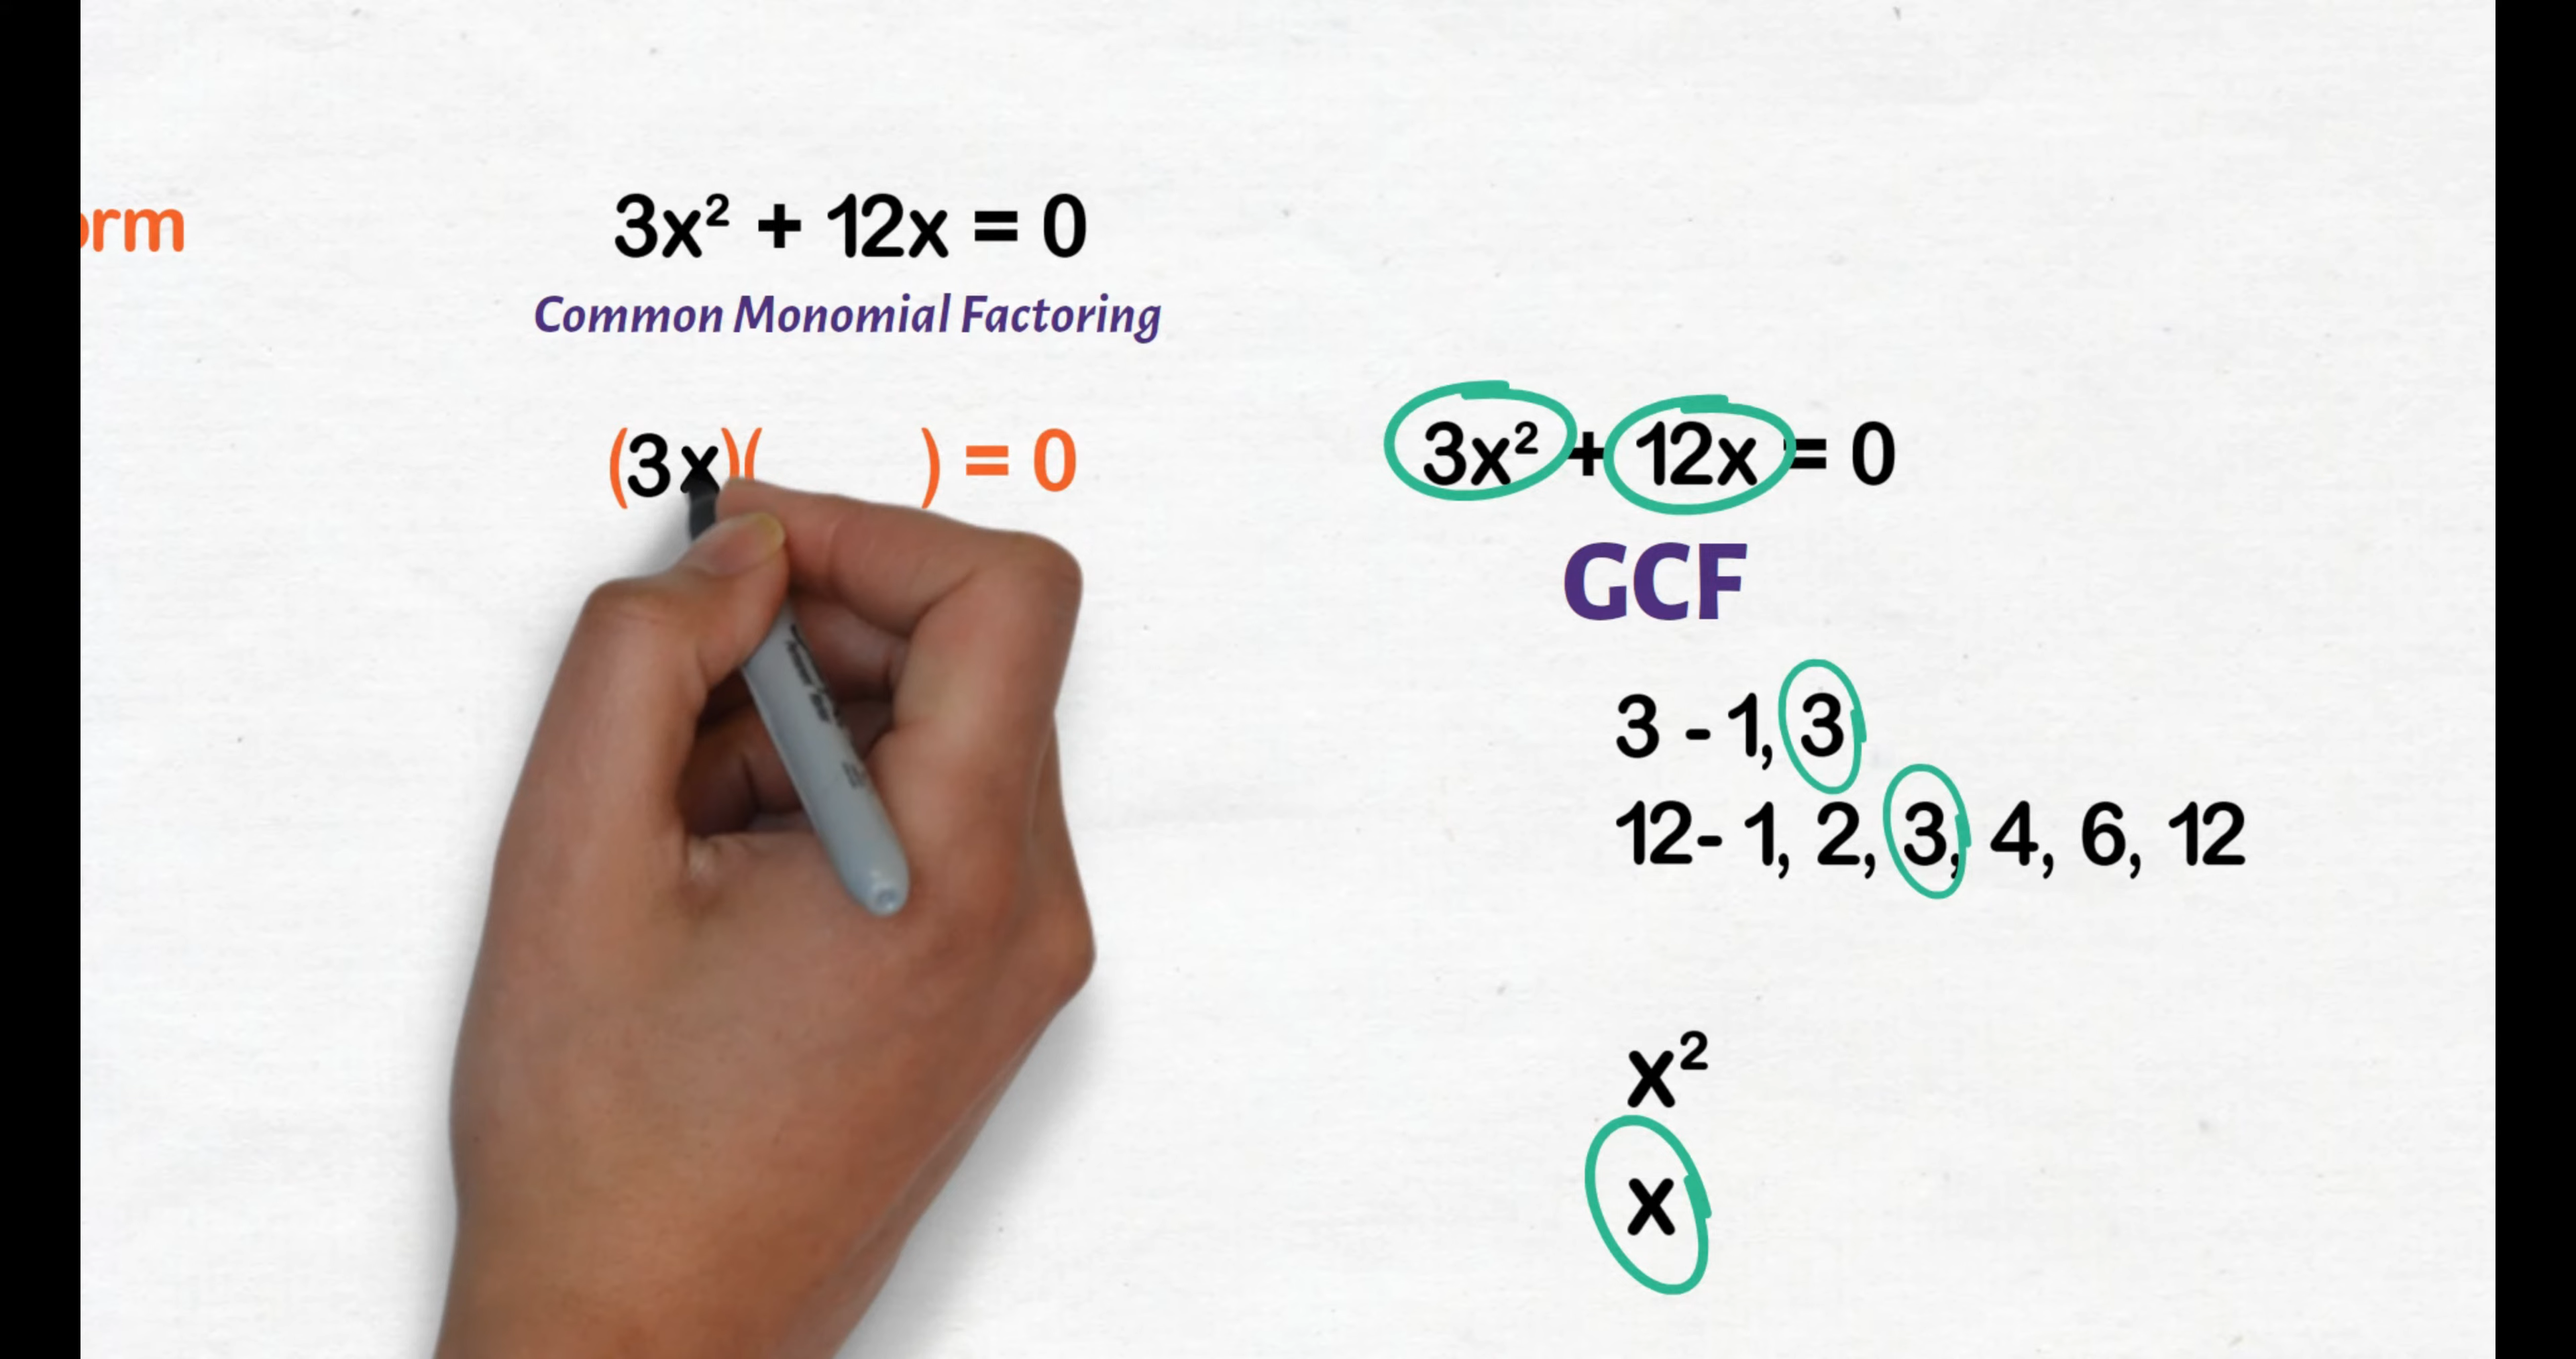 orm
3x² + 12x = 0
Common Monomial Factoring
(3x)( ) = 0
3x² + 12x = 0
GCF
3 - 1, 3
12- 1, 2, 3, 4, 6, 12
x²
x